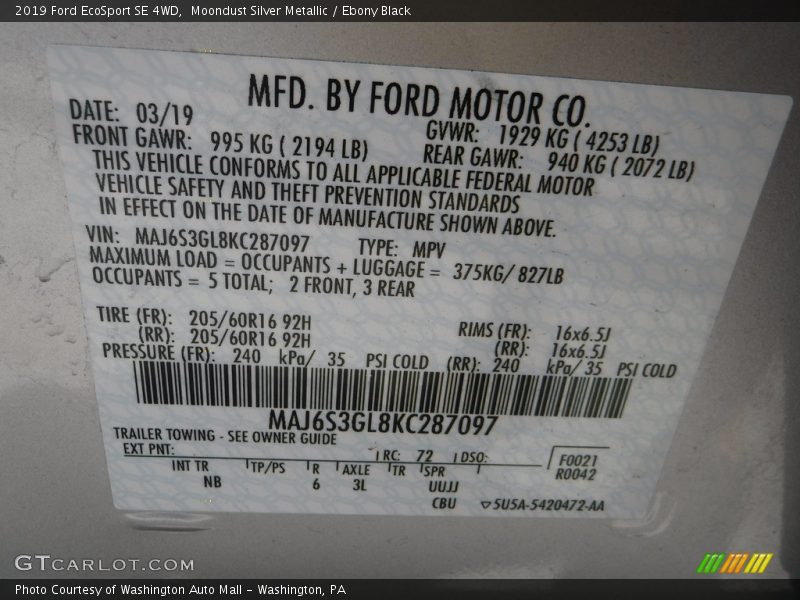 2019 Ford EcoSport SE 4WD,  Moondust Silver Metallic / Ebony Black
MFD. BY FORD MOTOR CO.
DATE: 03/19 GVWR: 1929 KG ( 4253 LB)
FRONT GAWR: 995 KG ( 2194 LB) REAR GAWR: 940 KG ( 2072 LB)
THIS VEHICLE CONFORMS TO ALL APPLICABLE FEDERAL MOTOR
VEHICLE SAFETY AND THEFT PREVENTION STANDARDS
IN EFFECT ON THE DATE OF MANUFACTURE SHOWN ABOVE.
VIN: MAJ6S3GL8KC287097 TYPE: MPV
MAXIMUM LOAD = OCCUPANTS + LUGGAGE = 375KG/ 827LB
OCCUPANTS = 5 TOTAL; 2 FRONT, 3 REAR
TIRE (FR): 205/60R16 92H RIMS (FR): 16x6.5J
(RR): 205/60R16 92H (RR): 16x6.5J
PRESSURE (FR): 240 kPa/ 35 PSI COLD (RR): 240 kPa/ 35 PSI COLD
MAJ6S3GL8KC287097
TRAILER TOWING - SEE OWNER GUIDE
EXT PNT: RC: 72 DSO: F0021
INT TR TP/PS R AXLE TR SPR R0042
NB 6 3L UUJJ
CBU ▽5U5A-5420472-AA
GTCARLOT.COM
Photo Courtesy of Washington Auto Mall – Washington, PA